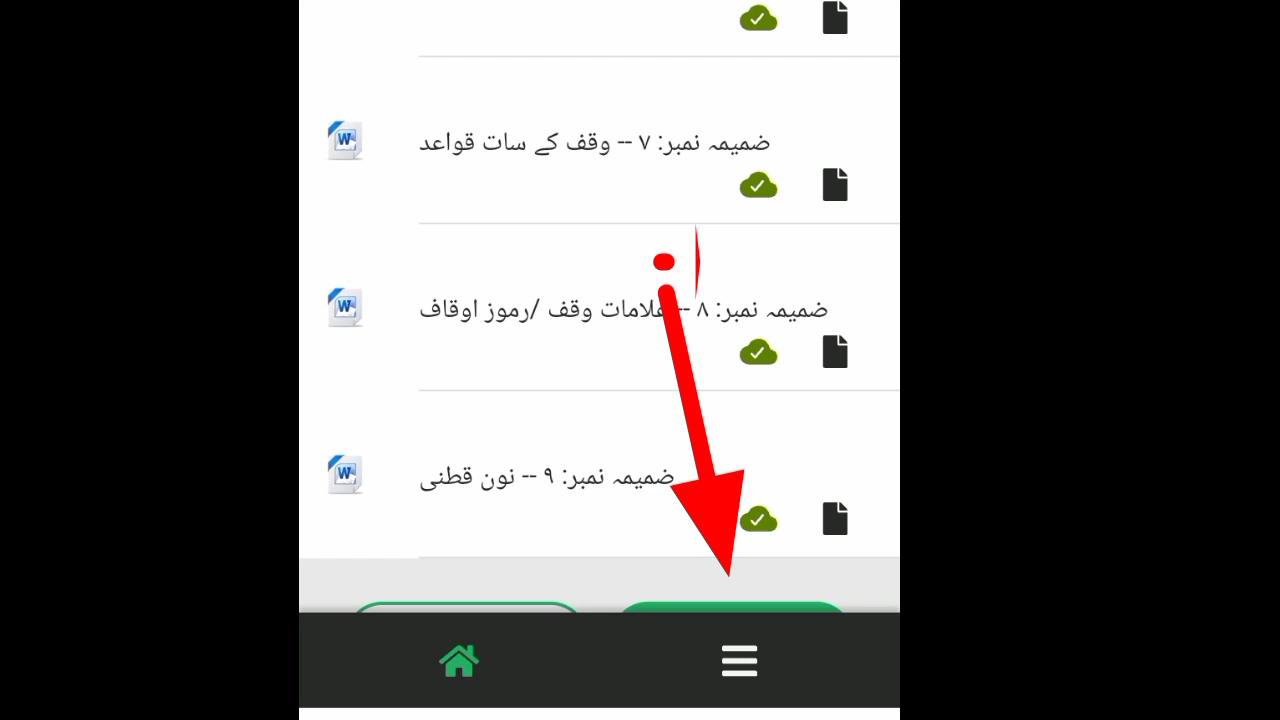 ضمیمہ نمبر: ۷ -- وقف کے سات قواعد
ضمیمہ نمبر: ۸ -- علامات وقف /رموز اوقاف
ضمیمہ نمبر: ۹ -- نون قطنی